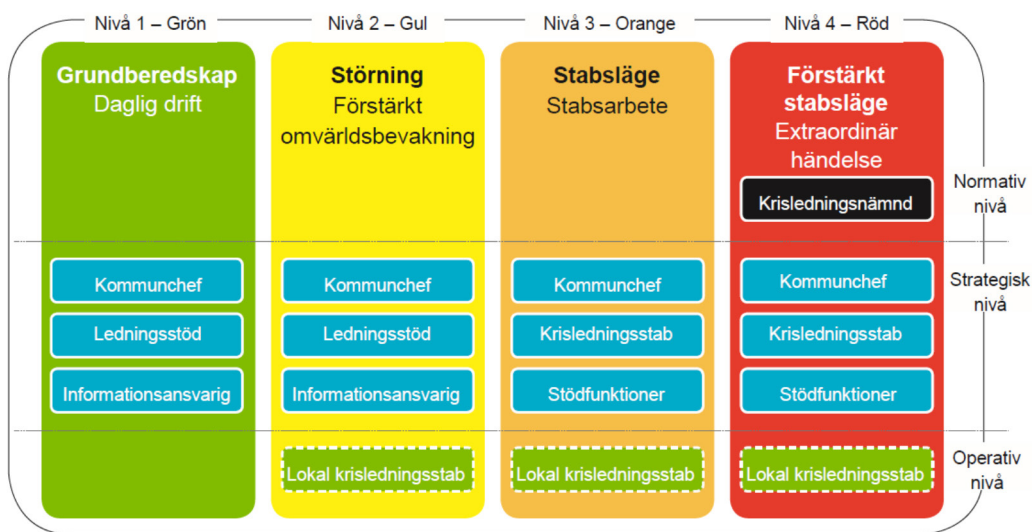 Nivå 1 – Grön
Nivå 2 – Gul
Nivå 3 – Orange
Nivå 4 – Röd
Grundberedskap
Daglig drift
Störning
Förstärkt
omvärldsbevakning
Stabsläge
Stabsarbete
Förstärkt
stabsläge
Extraordinär
händelse
Krisledningsnämnd
Normativ
nivå
Kommunchef
Kommunchef
Kommunchef
Kommunchef
Strategisk
nivå
Ledningsstöd
Ledningsstöd
Krisledningsstab
Krisledningsstab
Informationsansvarig
Informationsansvarig
Stödfunktioner
Stödfunktioner
Lokal krisledningsstab
Lokal krisledningsstab
Lokal krisledningsstab
Operativ
nivå